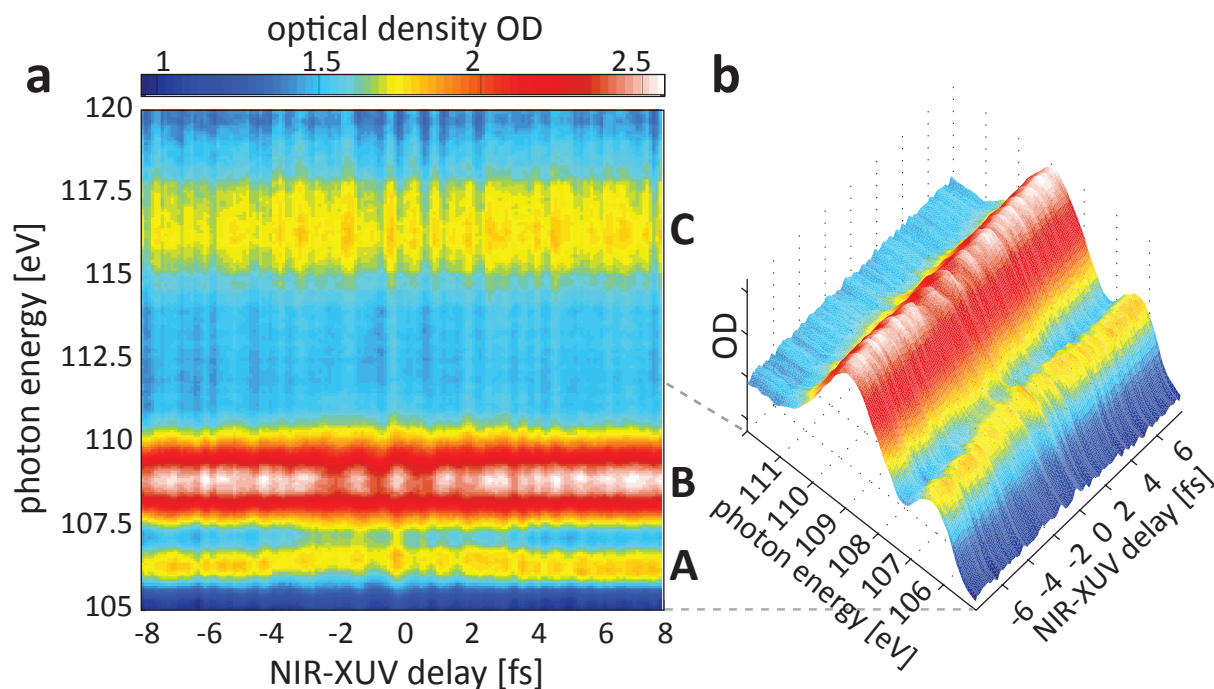 optical density OD
a
1 1.5 2 2.5
b
120
117.5
115
112.5
110
107.5
105
photon energy [eV]
C
B
A
-8 -6 -4 -2 0 2 4 6 8
NIR-XUV delay [fs]
OD
111 110 109 108 107 106
photon energy [eV]
-6 -4 -2 0 2 4 6
NIR-XUV delay [fs]